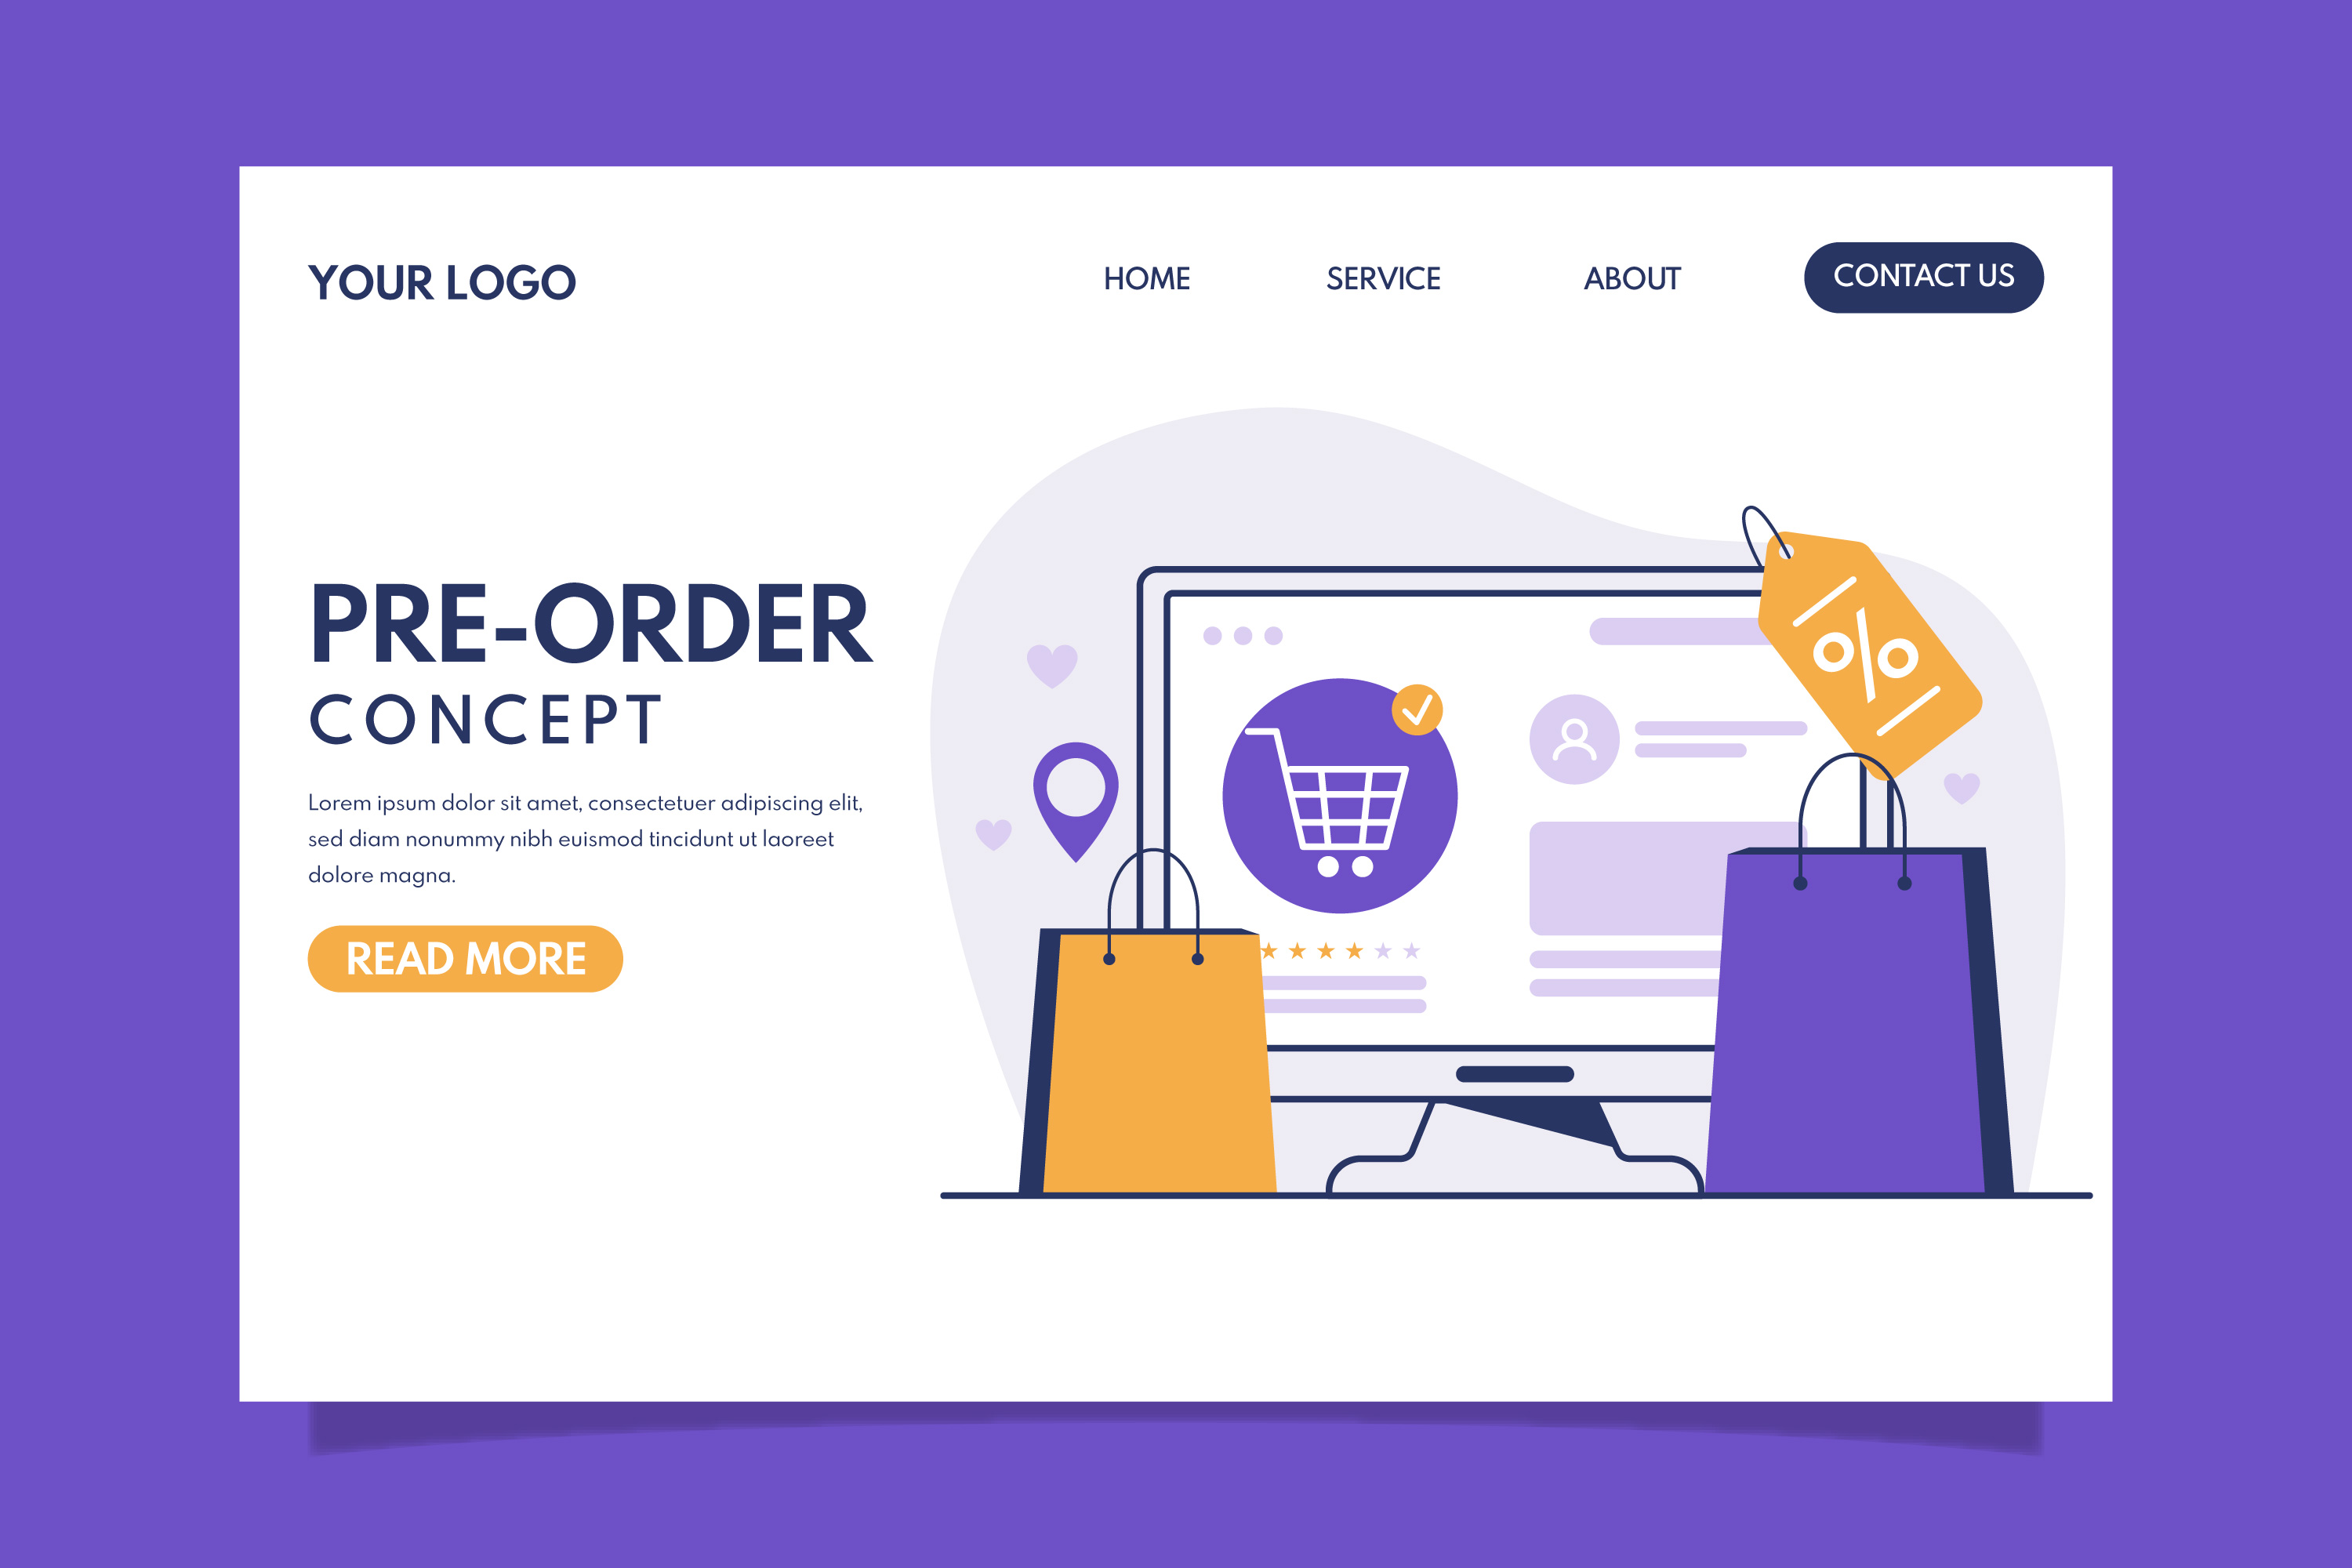 YOUR LOGO
HOME
SERVICE
ABOUT
CONTACT US
PRE-ORDER
CONCEPT
Lorem ipsum dolor sit amet, consectetuer adipiscing elit,
sed diam nonummy nibh euismod tincidunt ut laoreet
dolore magna.
READ MORE
%